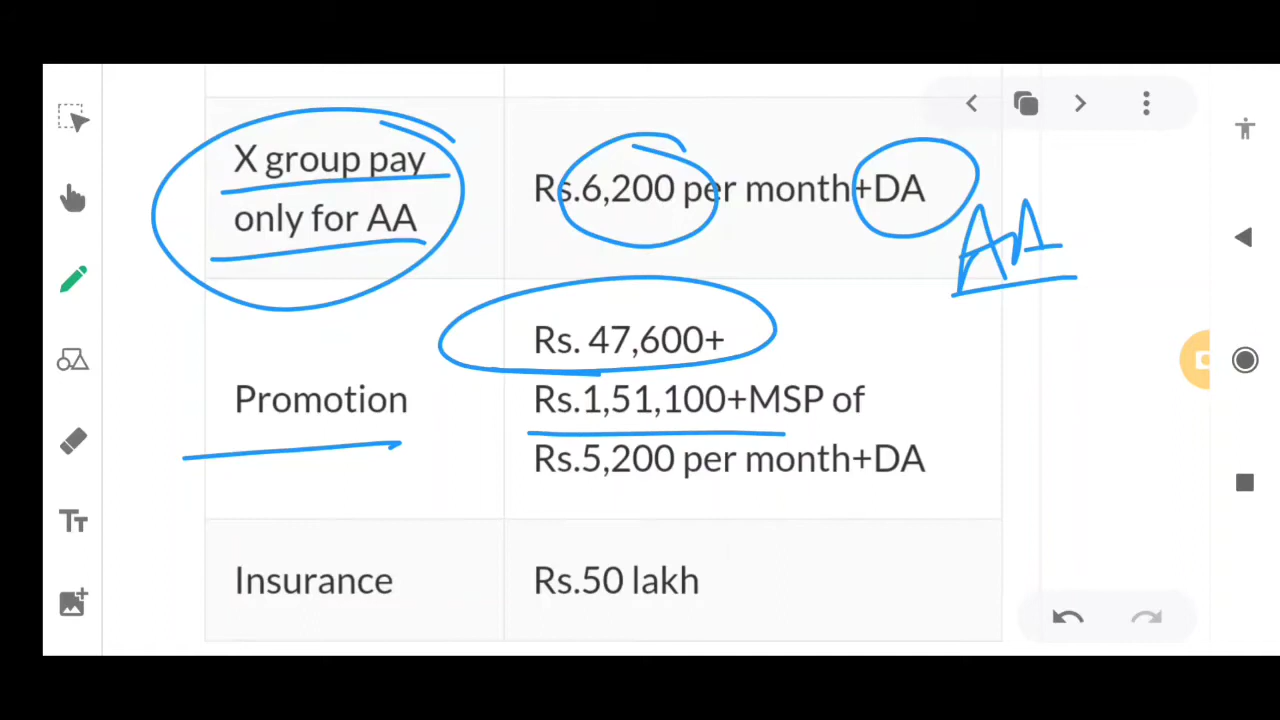 X group pay
only for AA
Rs.6,200 per month+DA
AA
Promotion
Rs. 47,600+
Rs.1,51,100+MSP of
Rs.5,200 per month+DA
Insurance
Rs.50 lakh
Tт